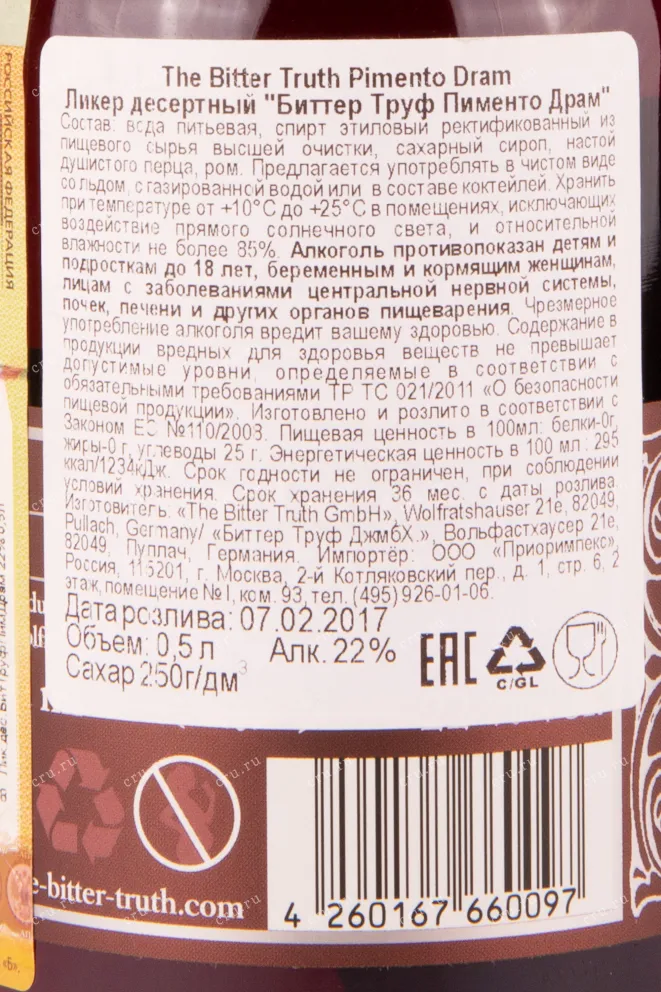 The Bitter Truth Pimento Dram
Ликер десертный "Биттер Труф Пименто Драм"
Состав: вода питьевая, спирт этиловый ректификованный из
пищевого сырья высшей очистки, сахарный сироп, настой
душистого перца, ром. Предлагается употреблять в чистом виде
со льдом, с газированной водой или в составе коктейлей. Хранить
при температуре от +10°С до +25°С в помещениях, исключающих
воздействие прямого солнечного света, и относительной
влажности не более 85%. Алкоголь противопоказан детям и
подросткам до 18 лет, беременным и кормящим женщинам,
лицам с заболеваниями центральной нервной системы,
почек, печени и других органов пищеварения. Чрезмерное
употребление алкоголя вредит вашему здоровью. Содержание в
продукции вредных для здоровья веществ не превышает
допустимые уровни, определяемые в соответствии с
обязательными требованиями ТР ТС 021/2011 «О безопасности
пищевой продукции». Изготовлено и розлито в соответствии с
Законом ЕС №110/2008. Пищевая ценность в 100мл: белки-0г,
жиры-0 г, углеводы 25 г. Энергетическая ценность в 100 мл : 295
ккал/1234кДж. Срок годности не ограничен, при соблюдении
условий хранения. Срок хранения 36 мес. с даты розлива.
Изготовитель: «The Bitter Truth GmbH», Wolfratshauser 21e, 82049,
Pullach, Germany/ «Биттер Труф ДжмбХ.», Вольфастхаузер 21е,
82049, Пуллач, Германия. Импортёр: ООО «Приоримпекс»,
Россия, 115201, г. Москва, 2-й Котляковский пер., д. 1, стр. 6, 2
этаж, помещение № I, ком. 93, тел. (495) 926-01-06.
Дата розлива: 07.02.2017
Объем: 0,5 л Алк. 22%
Сахар 250г/дм³
EAC
C/GL
e-bitter-truth.com
4 260167 660097
РОССИЙСКАЯ ФЕДЕРАЦИЯ
cru.ru